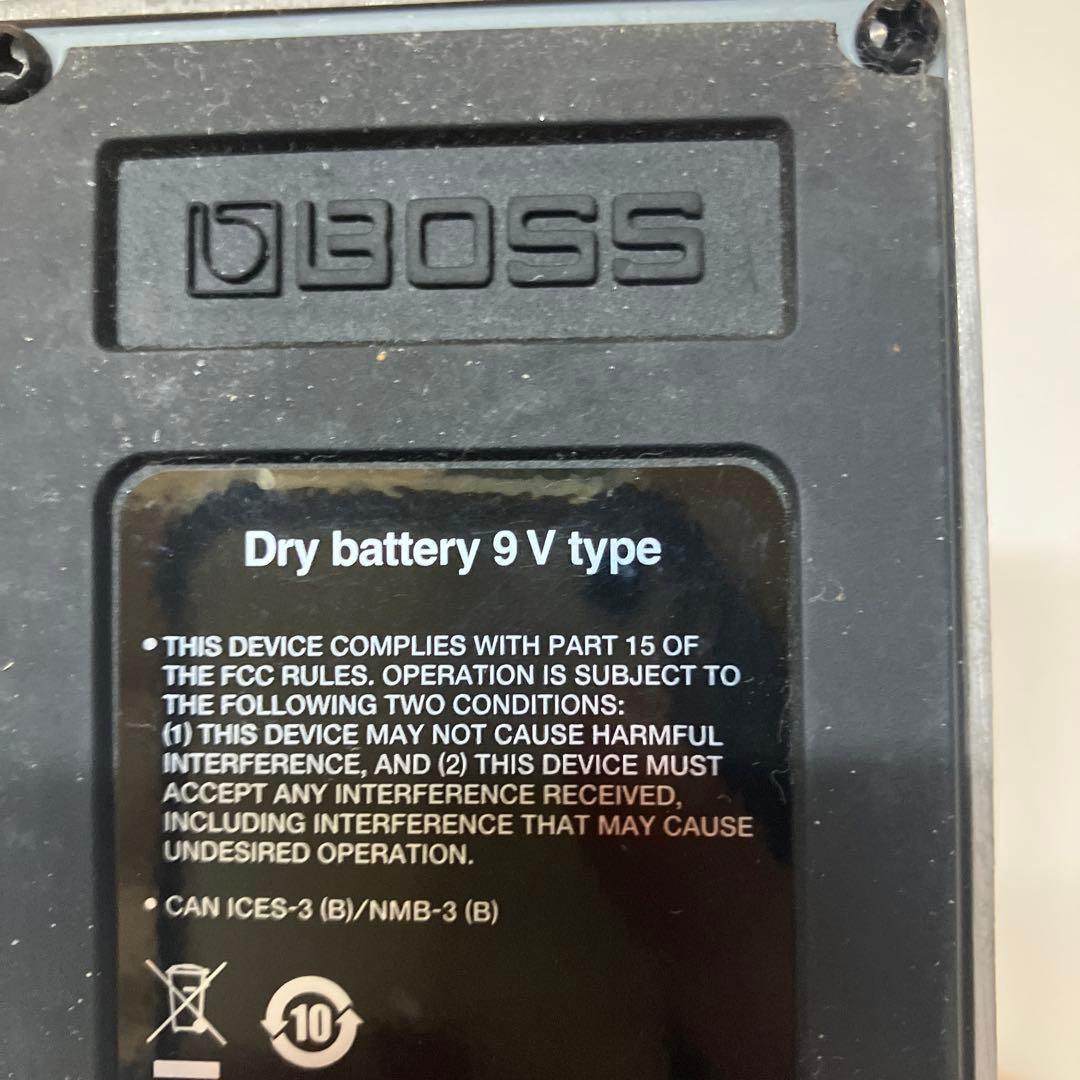 BOSS
Dry battery 9 V type
• THIS DEVICE COMPLIES WITH PART 15 OF
THE FCC RULES. OPERATION IS SUBJECT TO
THE FOLLOWING TWO CONDITIONS:
(1) THIS DEVICE MAY NOT CAUSE HARMFUL
INTERFERENCE, AND (2) THIS DEVICE MUST
ACCEPT ANY INTERFERENCE RECEIVED,
INCLUDING INTERFERENCE THAT MAY CAUSE
UNDESIRED OPERATION.
• CAN ICES-3 (B)/NMB-3 (B)
10